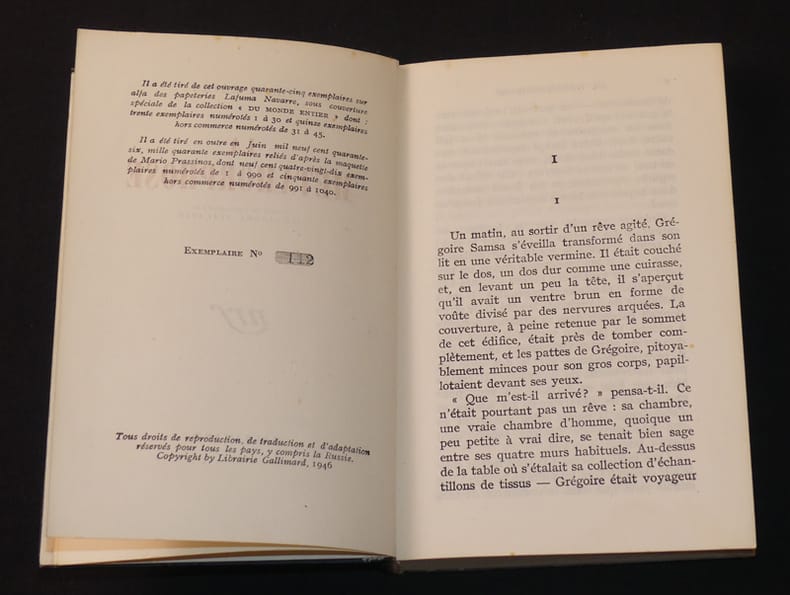 Il a été tiré de cet ouvrage quarante-cinq exemplaires sur
alfa des papeteries Lafuma Navarre, sous couverture
spéciale de la collection « DU MONDE ENTIER » dont :
trente exemplaires numérotés 1 à 30 et quinze exemplaires
hors commerce numérotés de 31 à 45.
Il a été tiré en outre en Juin mil neuf cent quarante-
six, mille quarante exemplaires reliés d'après la maquette
de Mario Prassinos, dont neuf cent quatre-vingt-dix exem-
plaires numérotés de 1 à 990 et cinquante exemplaires
hors commerce numérotés de 991 à 1040.
EXEMPLAIRE No 112
nrf
Tous droits de reproduction, de traduction et d'adaptation
réservés pour tous les pays, y compris la Russie.
Copyright by Librairie Gallimard, 1946
I
I
Un matin, au sortir d'un rêve agité, Gré-
goire Samsa s'éveilla transformé dans son
lit en une véritable vermine. Il était couché
sur le dos, un dos dur comme une cuirasse,
et, en levant un peu la tête, il s'aperçut
qu'il avait un ventre brun en forme de
voûte divisé par des nervures arquées. La
couverture, à peine retenue par le sommet
de cet édifice, était près de tomber com-
plètement, et les pattes de Grégoire, pitoya-
blement minces pour son gros corps, papil-
lotaient devant ses yeux.
« Que m'est-il arrivé? » pensa-t-il. Ce
n'était pourtant pas un rêve : sa chambre,
une vraie chambre d'homme, quoique un
peu petite à vrai dire, se tenait bien sage
entre ses quatre murs habituels. Au-dessus
de la table où s'étalait sa collection d'échan-
tillons de tissus — Grégoire était voyageur